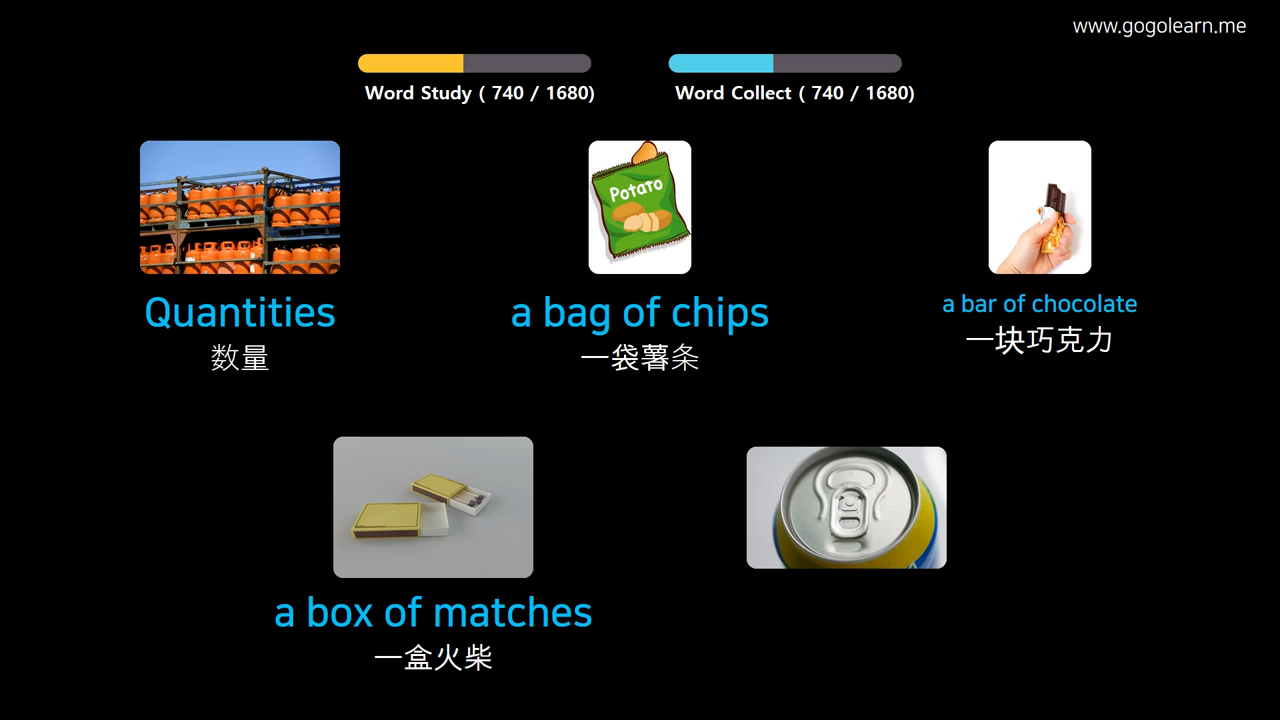 www.gogolearn.me
Word Study ( 740 / 1680)
Word Collect ( 740 / 1680)
Potato
Quantities
数量
a bag of chips
一袋薯条
a bar of chocolate
一块巧克力
a box of matches
一盒火柴